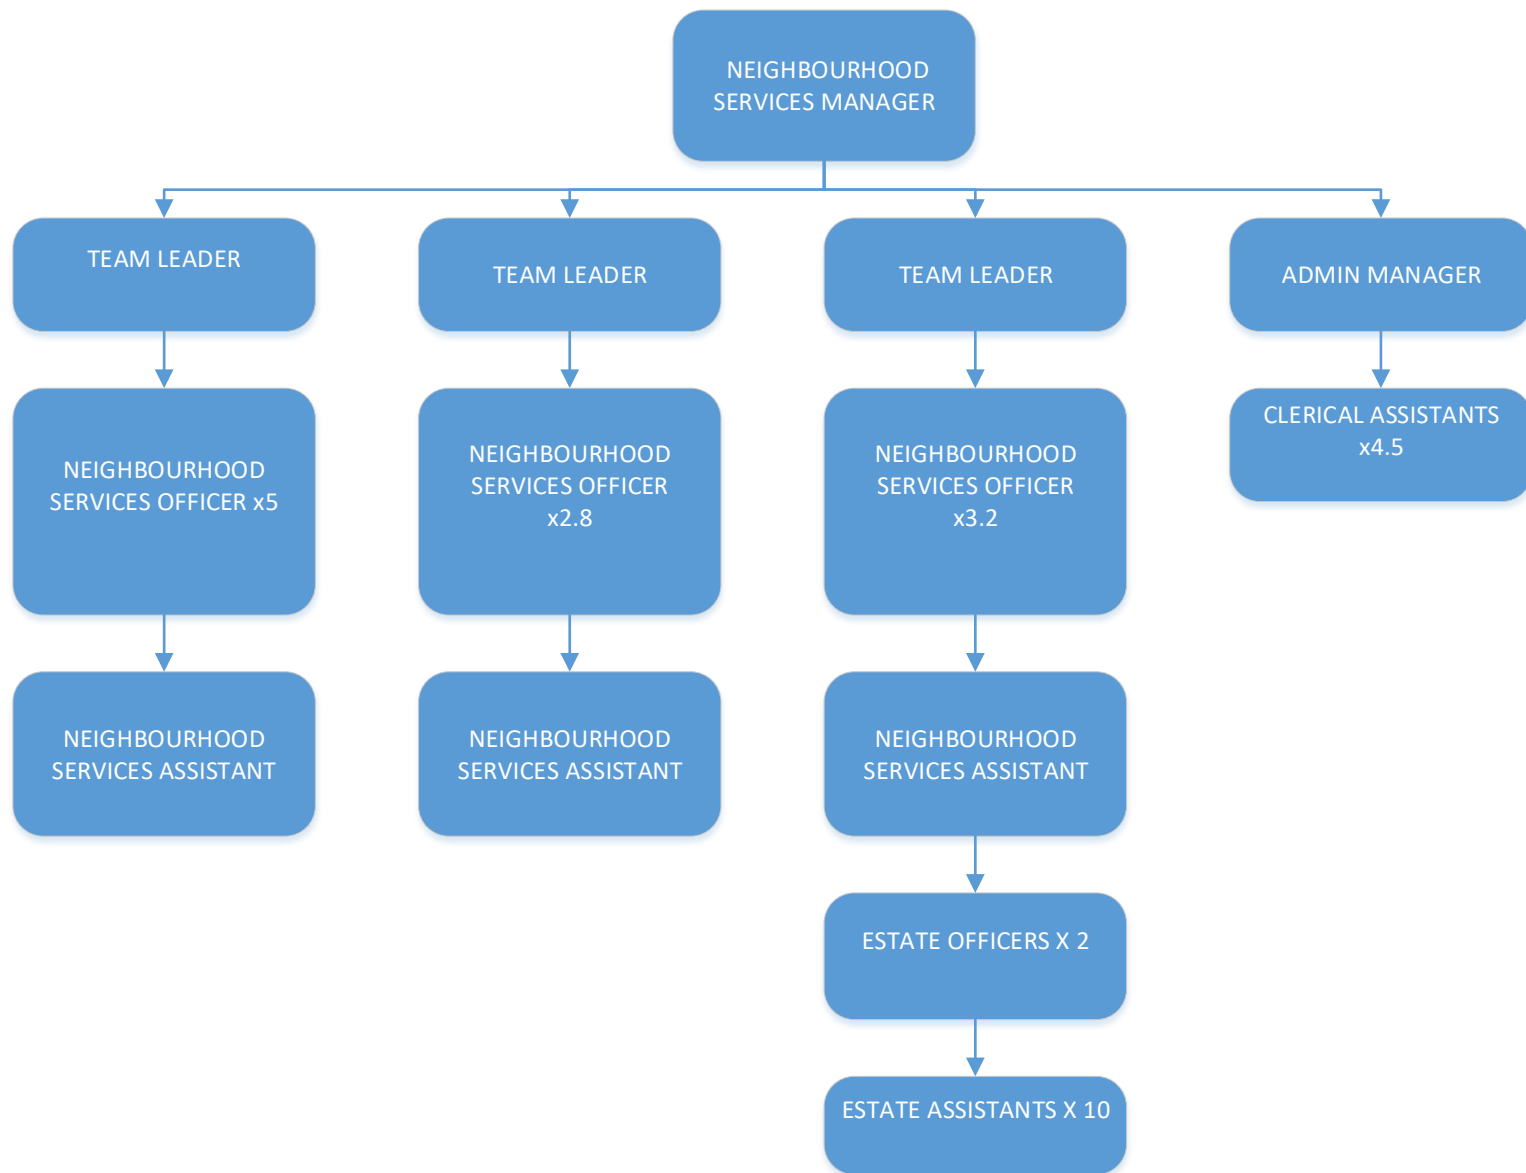 NEIGHBOURHOOD
SERVICES MANAGER
TEAM LEADER
TEAM LEADER
TEAM LEADER
ADMIN MANAGER
NEIGHBOURHOOD
SERVICES OFFICER x5
NEIGHBOURHOOD
SERVICES OFFICER
x2.8
NEIGHBOURHOOD
SERVICES OFFICER
x3.2
CLERICAL ASSISTANTS
x4.5
NEIGHBOURHOOD
SERVICES ASSISTANT
NEIGHBOURHOOD
SERVICES ASSISTANT
NEIGHBOURHOOD
SERVICES ASSISTANT
ESTATE OFFICERS X 2
ESTATE ASSISTANTS X 10